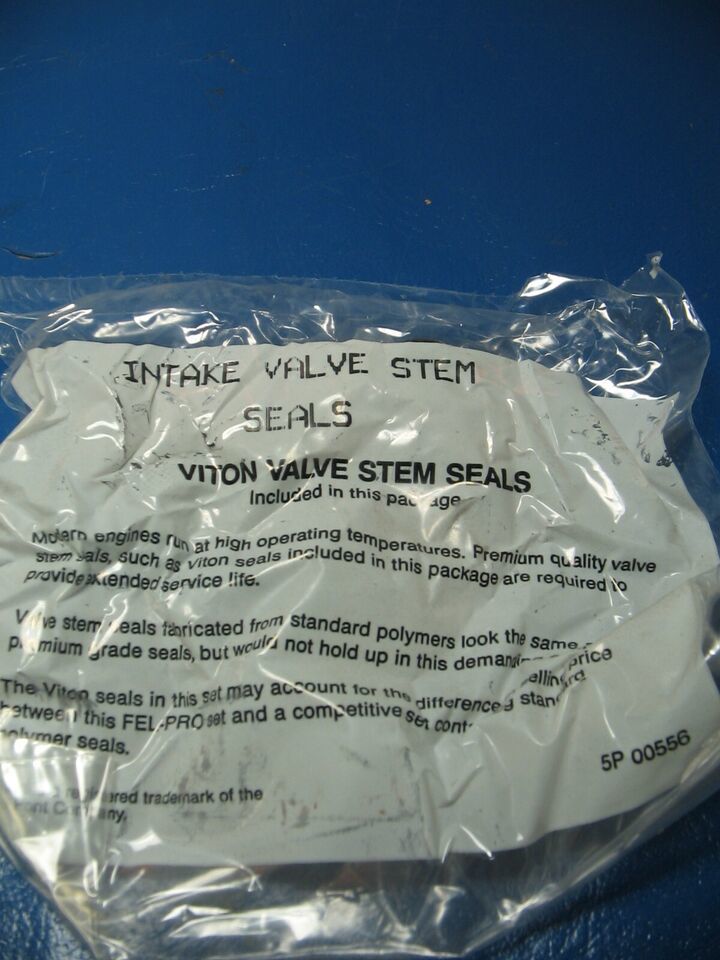 INTAKE VALVE STEM
SEALS
VITON VALVE STEM SEALS
Included in this package
Modern engines run at high operating temperatures. Premium quality valve
stem seals, such as viton seals included in this package are required to
provide extended service life.
Valve stem seals fabricated from standard polymers look the same
premium grade seals, but would not hold up in this
price
The Viton seals in this set may account for the difference
between this FEL-PRO set and a competitive set
polymer seals.
5P 00556
registered trademark of the